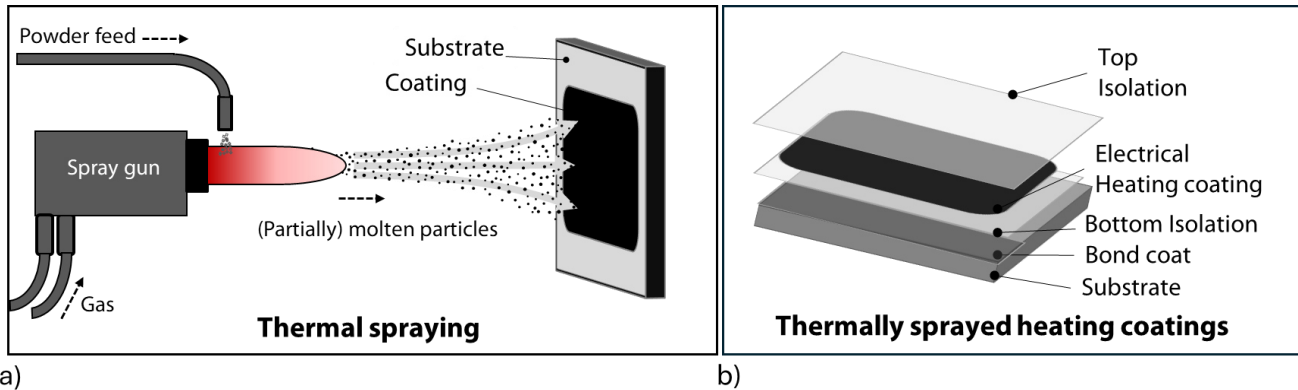 Powder feed
Substrate
Coating
Spray gun
(Partially) molten particles
Gas
Thermal spraying
a)
Top
Isolation
Electrical
Heating coating
Bottom Isolation
Bond coat
Substrate
Thermally sprayed heating coatings
b)